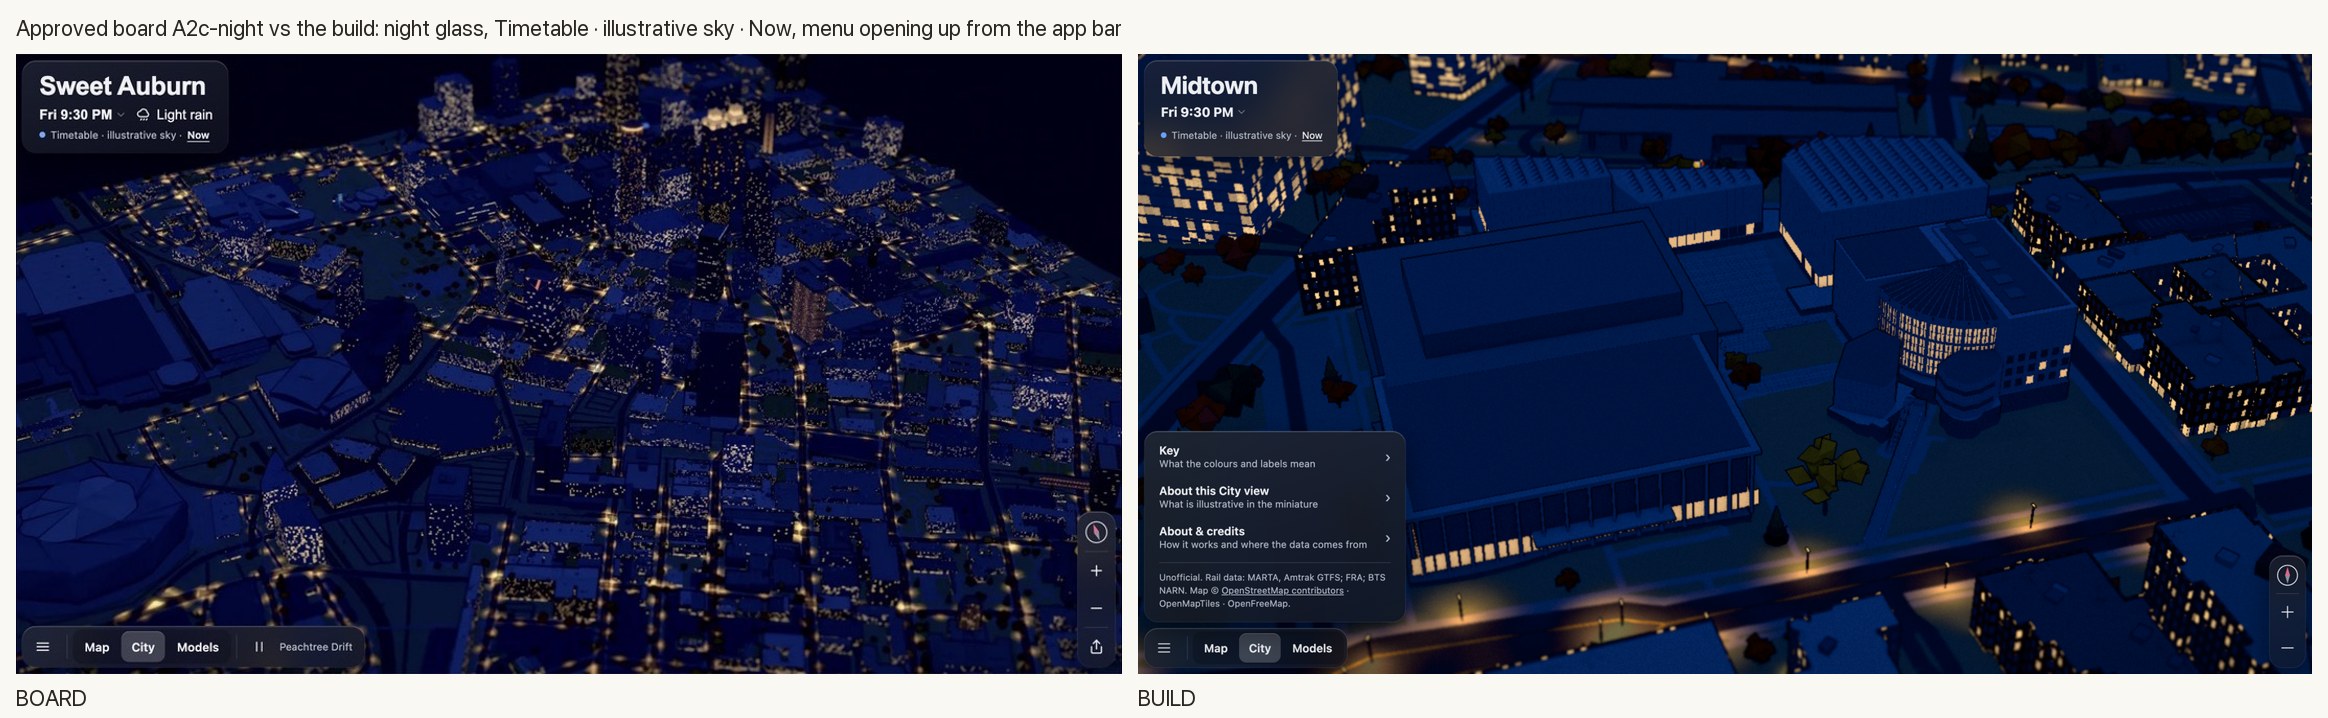 Approved board A2c-night vs the build: night glass, Timetable · illustrative sky · Now, menu opening up from the app bar
Sweet Auburn
Fri 9:30 PM Light rain
Timetable · illustrative sky · Now
Map City Models Peachtree Drift
BOARD
Midtown
Fri 9:30 PM
Timetable · illustrative sky · Now
Key
What the colours and labels mean
About this City view
What is illustrative in the miniature
About & credits
How it works and where the data comes from
Unofficial. Rail data: MARTA, Amtrak GTFS; FRA; BTS
NARN. Map © OpenStreetMap contributors ·
OpenMapTiles · OpenFreeMap.
Map City Models
BUILD